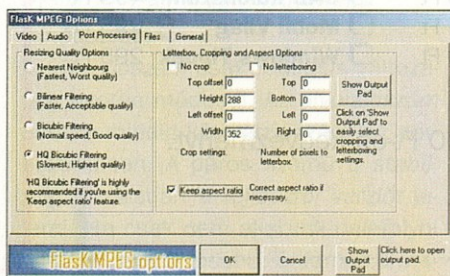 FlasK MPEG Options
Video Audio Post Processing Files General
Resizing Quality Options
Nearest Neighbourg
(Fastest, Worst quality)
Bilinear Filtering
(Faster, Acceptable quality)
Bicubic Filtering
(Normal speed, Good quality)
HQ Bicubic Filtering
(Slowest, Highest quality)
'HQ Bicubic Filtering' is highly
recommended if you're using the
'Keep aspect ratio' feature.
Letterbox, Cropping and Aspect Options
No crop
Top offset 0
Height 288
Left offset 0
Width 352
Crop settings.
No letterboxing
Top 0
Bottom 0
Left 0
Right 0
Number of pixels to
letterbox.
Show Output
Pad
Click on 'Show
Output Pad' to
easily select
cropping and
letterboxing
settings.
Keep aspect ratio
Correct aspect ratio if
necessary.
FlasK MPEG options
OK
Cancel
Show
Output
Pad
Click here to open
output pad.